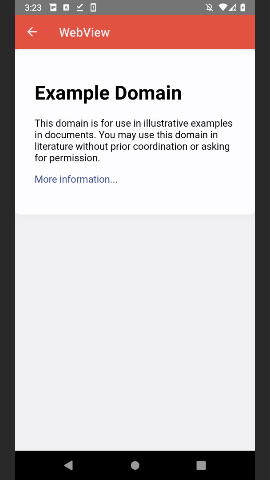 3:23
WebView
Example Domain
This domain is for use in illustrative examples
in documents. You may use this domain in
literature without prior coordination or asking
for permission.
More information...